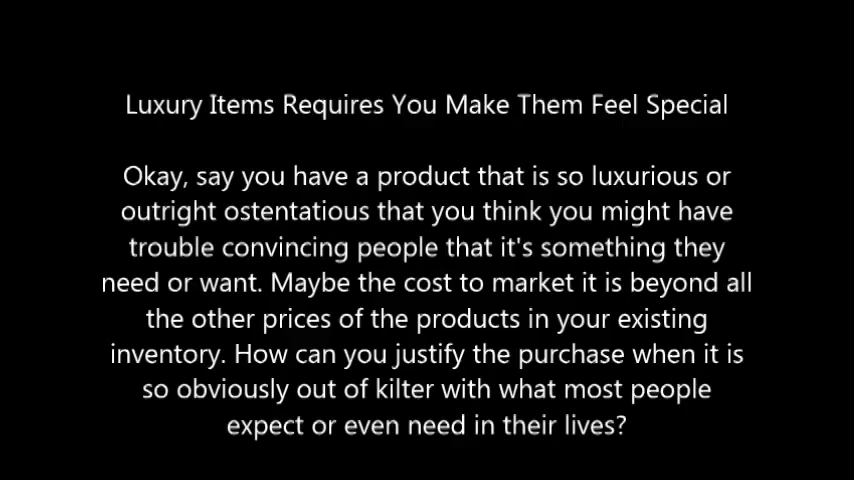 Luxury Items Requires You Make Them Feel Special
Okay, say you have a product that is so luxurious or
outright ostentatious that you think you might have
trouble convincing people that it's something they
need or want. Maybe the cost to market it is beyond all
the other prices of the products in your existing
inventory. How can you justify the purchase when it is
so obviously out of kilter with what most people
expect or even need in their lives?